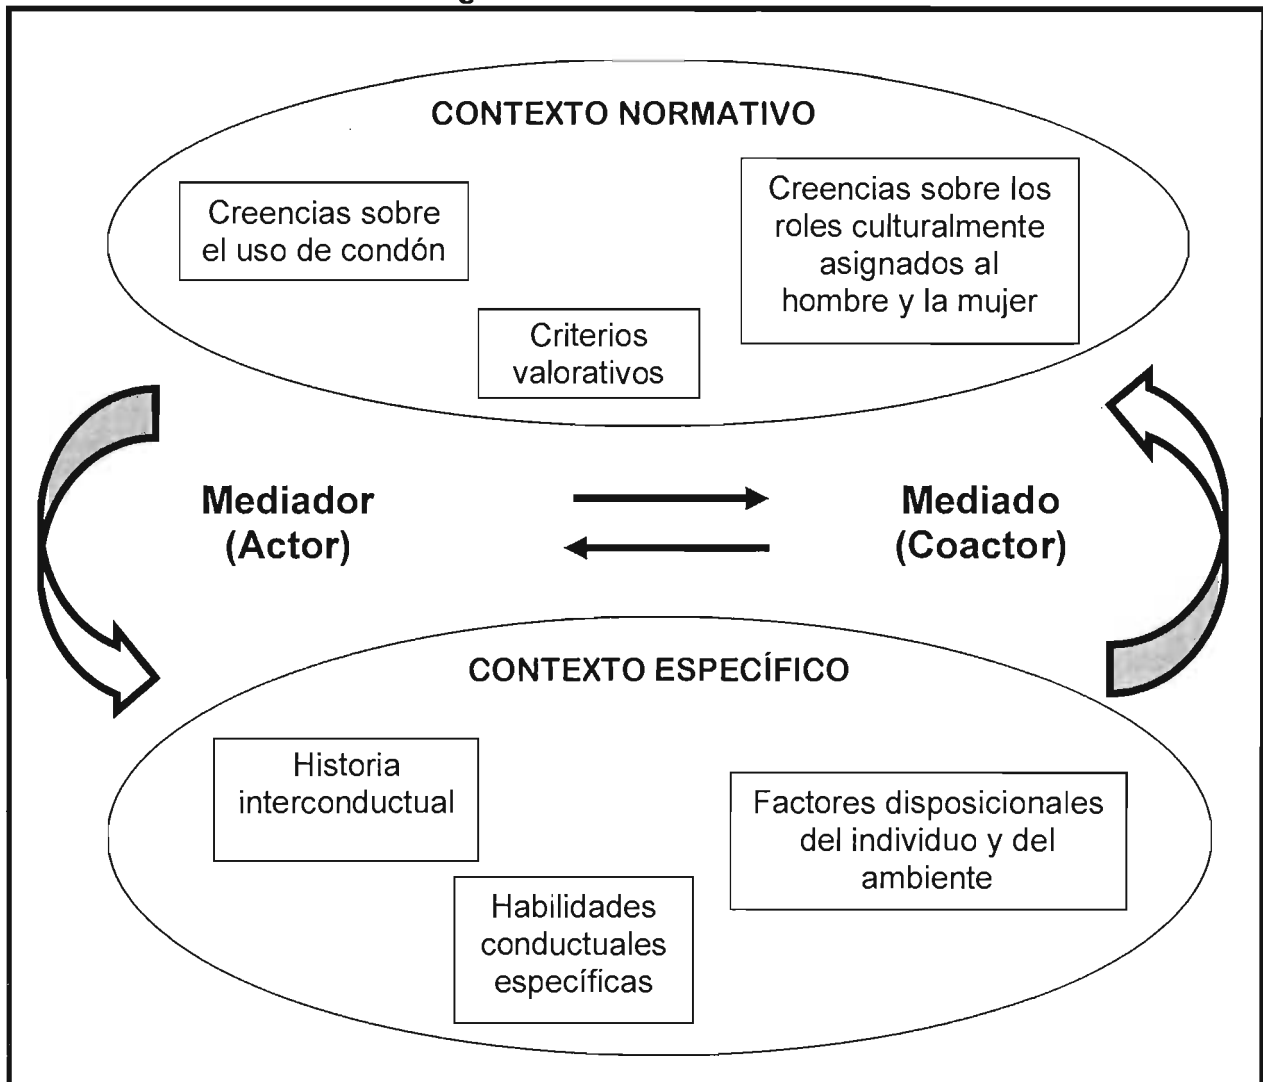 CONTEXTO NORMATIVO
Creencias sobre
el uso de condón
Creencias sobre los
roles culturalmente
asignados al
hombre y la mujer
Criterios
valorativos
Mediador
(Actor)
Mediado
(Coactor)
CONTEXTO ESPECÍFICO
Historia
interconductual
Factores disposicionales
del individuo y del
ambiente
Habilidades
conductuales
específicas